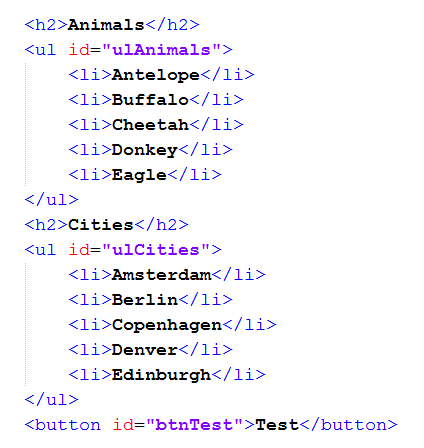 <h2>Animals</h2>
<ul id="ulAnimals">
    <li>Antelope</li>
    <li>Buffalo</li>
    <li>Cheetah</li>
    <li>Donkey</li>
    <li>Eagle</li>
</ul>
<h2>Cities</h2>
<ul id="ulCities">
    <li>Amsterdam</li>
    <li>Berlin</li>
    <li>Copenhagen</li>
    <li>Denver</li>
    <li>Edinburgh</li>
</ul>
<button id="btnTest">Test</button>